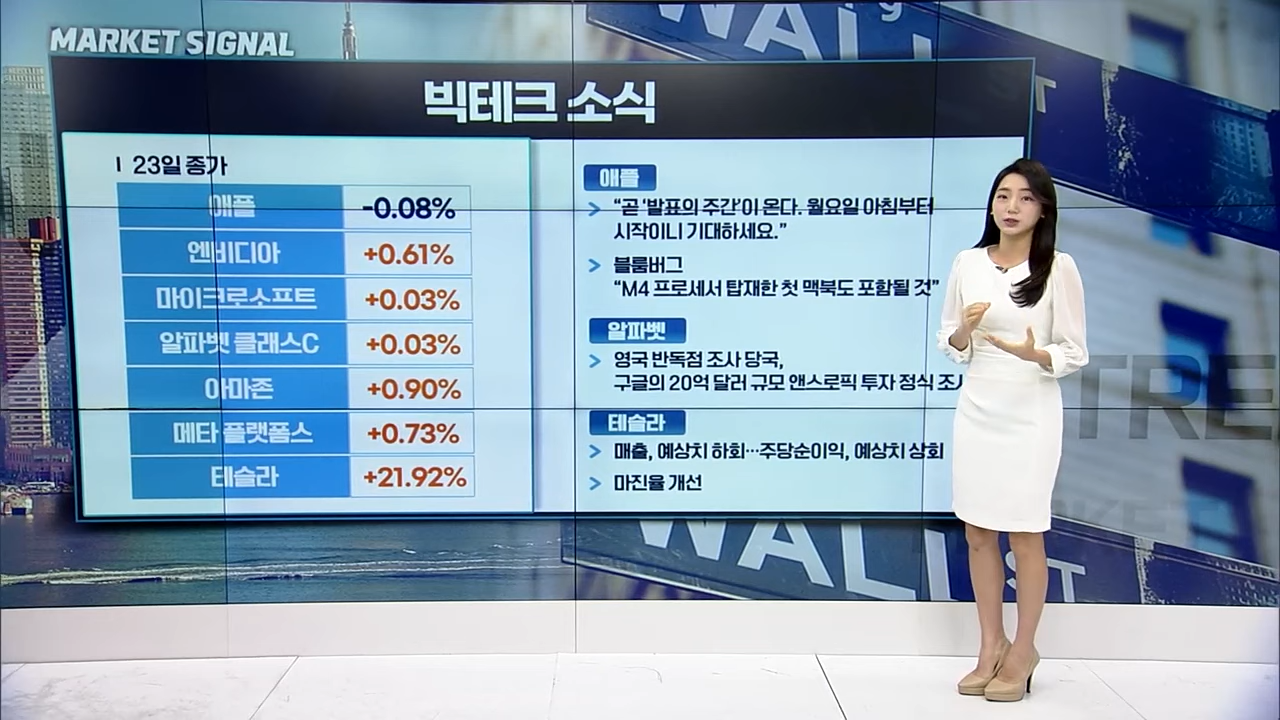 MARKET SIGNAL
WALL
ST
빅테크 소식
23일 종가
애플 -0.08%
엔비디아 +0.61%
마이크로소프트 +0.03%
알파벳 클래스C +0.03%
아마존 +0.90%
메타 플랫폼스 +0.73%
테슬라 +21.92%
애플
“곧 ‘발표의 주간’이 온다. 월요일 아침부터
시작이니 기대하세요.”
블룸버그
“M4 프로세서 탑재한 첫 맥북도 포함될 것”
알파벳
영국 반독점 조사 당국,
구글의 20억 달러 규모 앤스로픽 투자 정식
테슬라
매출, 예상치 하회…주당순이익, 예상치 상회
마진율 개선
TRE
WALL ST